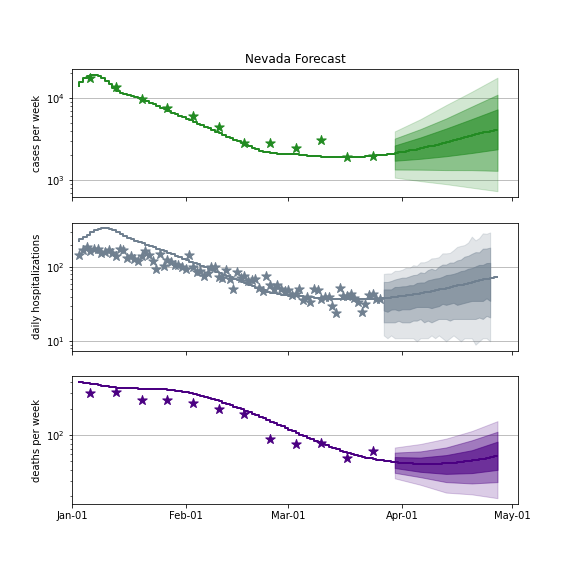 Nevada Forecast
cases per week
10⁴
10³
daily hospitalizations
10²
10¹
deaths per week
10²
Jan-01 Feb-01 Mar-01 Apr-01 May-01